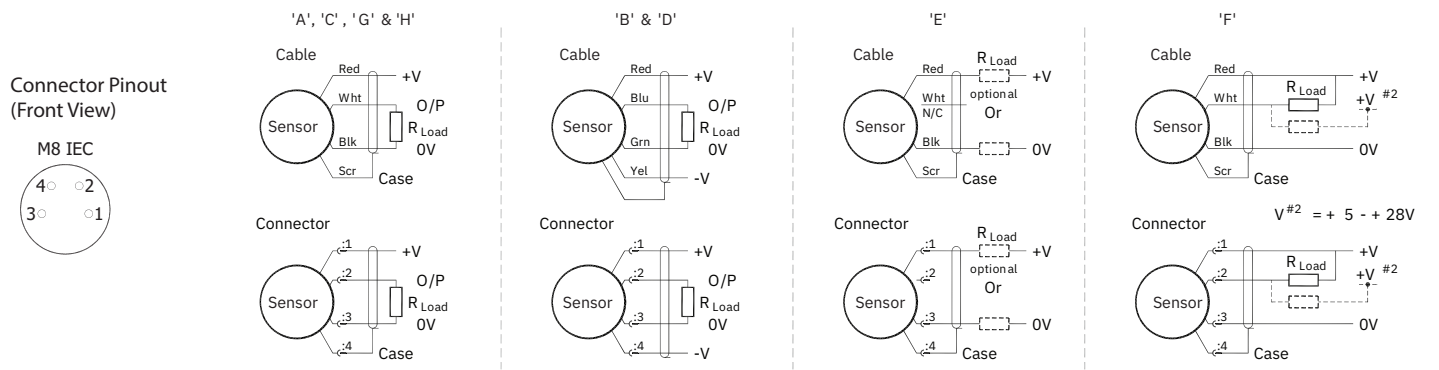 'A', 'C' , 'G' & 'H'
'B' & 'D'
'E'
'F'
Connector Pinout
(Front View)
M8 IEC
4 2
3 1
Cable
Red +V
Wht O/P
Sensor R Load
Blk 0V
Scr Case
Connector
:1 +V
:2 O/P
Sensor R Load
:3 0V
:4 Case
Cable
Red +V
Blu O/P
Sensor R Load
Grn 0V
Yel -V
Connector
:1 +V
:2 O/P
Sensor R Load
:3 0V
:4 -V
Cable
R Load
Red +V
Wht optional
N/C Or
Sensor
Blk 0V
Scr Case
Connector
R Load
:1 +V
optional
:2 Or
Sensor
:3 0V
:4 Case
Cable
Red +V
R Load
Wht +V #2
Sensor
Blk 0V
Scr Case
V#2 = + 5 - + 28V
Connector
:1 +V
R Load
:2 +V #2
Sensor
:3 0V
:4 Case